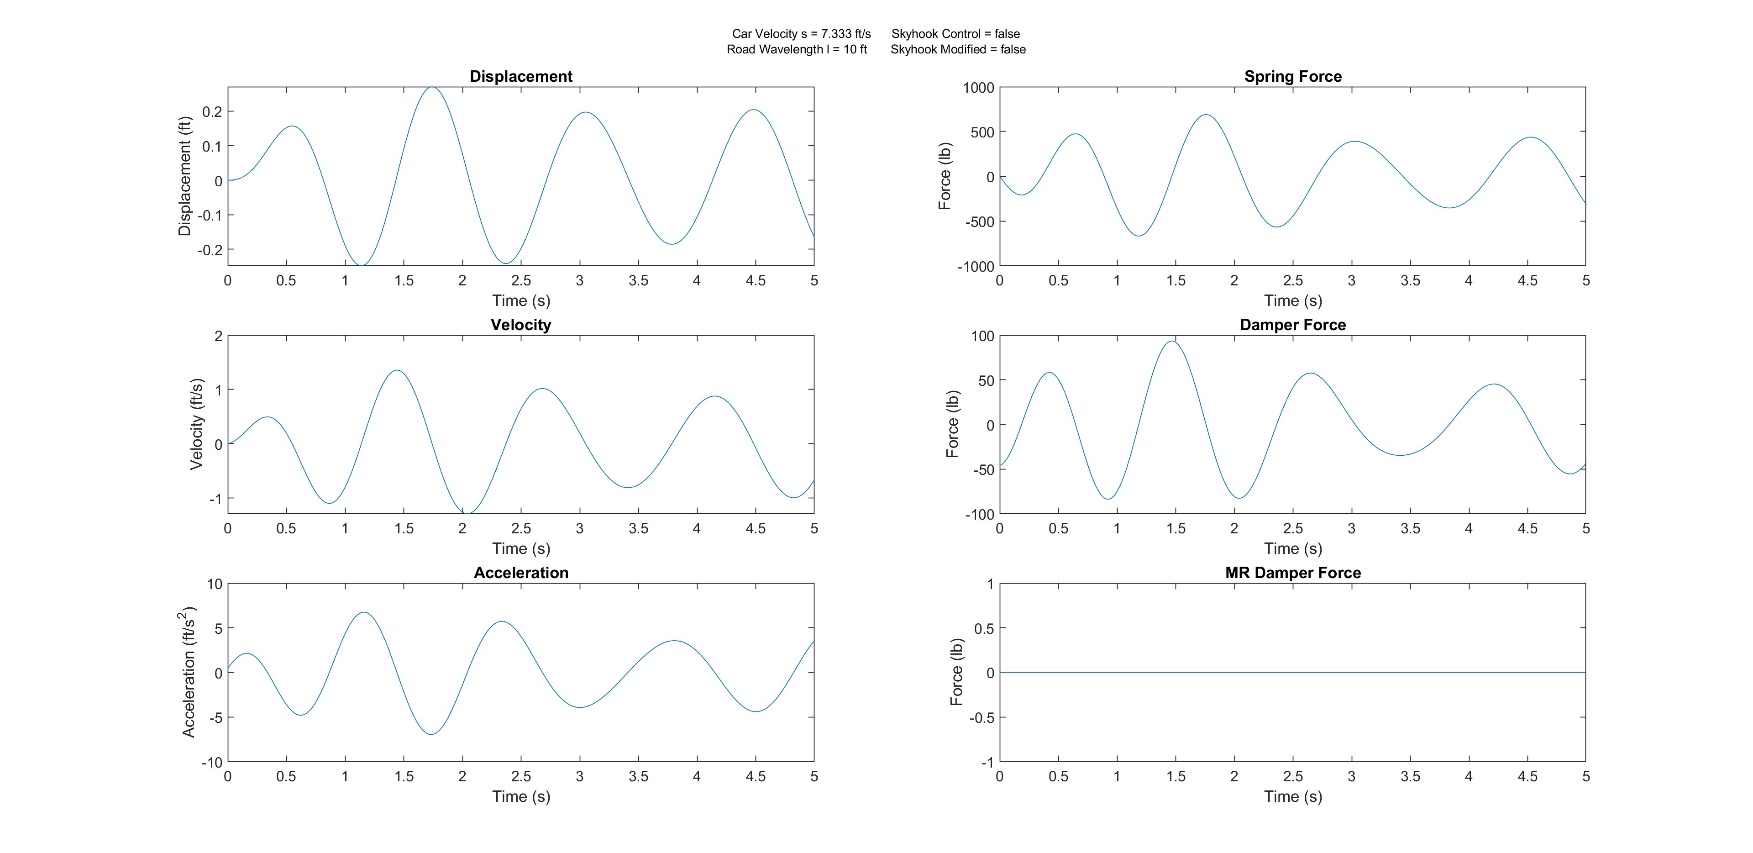 Car Velocity s = 7.333 ft/s Skyhook Control = false
Road Wavelength l = 10 ft Skyhook Modified = false
Displacement
Displacement (ft)
0.2
0.1
0
-0.1
-0.2
0 0.5 1 1.5 2 2.5 3 3.5 4 4.5 5
Time (s)
Spring Force
Force (lb)
1000
500
0
-500
-1000
0 0.5 1 1.5 2 2.5 3 3.5 4 4.5 5
Time (s)
Velocity
Velocity (ft/s)
2
1
0
-1
0 0.5 1 1.5 2 2.5 3 3.5 4 4.5 5
Time (s)
Damper Force
Force (lb)
100
50
0
-50
-100
0 0.5 1 1.5 2 2.5 3 3.5 4 4.5 5
Time (s)
Acceleration
Acceleration (ft/s²)
10
5
0
-5
-10
0 0.5 1 1.5 2 2.5 3 3.5 4 4.5 5
Time (s)
MR Damper Force
Force (lb)
1
0.5
0
-0.5
-1
0 0.5 1 1.5 2 2.5 3 3.5 4 4.5 5
Time (s)